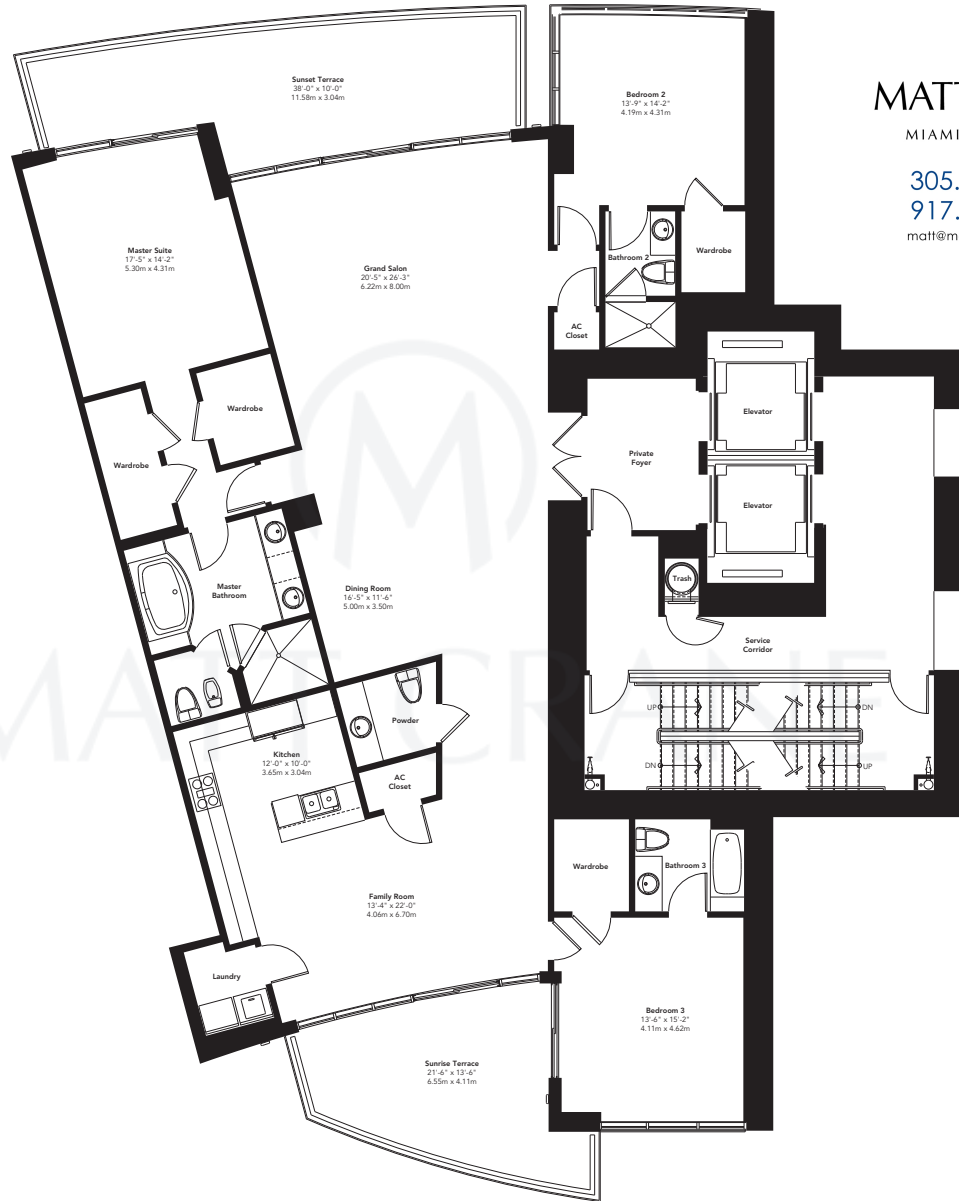 Sunset Terrace
38'-0" x 10'-0"
11.58m x 3.04m
Bedroom 2
13'-9" x 14'-2"
4.19m x 4.31m
MATT
MIAMI
305.
917.
matt@m
Master Suite
17'-5" x 14'-2"
5.30m x 4.31m
Grand Salon
20'-5" x 26'-3"
6.22m x 8.00m
Bathroom 2
Wardrobe
AC
Closet
Wardrobe
Wardrobe
Elevator
Private
Foyer
Elevator
Master
Bathroom
Dining Room
16'-5" x 11'-6"
5.00m x 3.50m
Trash
Service
Corridor
MATT CRANE
M
Powder
UP
DN
DN
UP
Kitchen
12'-0" x 10'-0"
3.65m x 3.04m
AC
Closet
Wardrobe
Bathroom 3
Family Room
13'-4" x 22'-0"
4.06m x 6.70m
Laundry
Bedroom 3
13'-6" x 15'-2"
4.11m x 4.62m
Sunrise Terrace
21'-6" x 13'-6"
6.55m x 4.11m